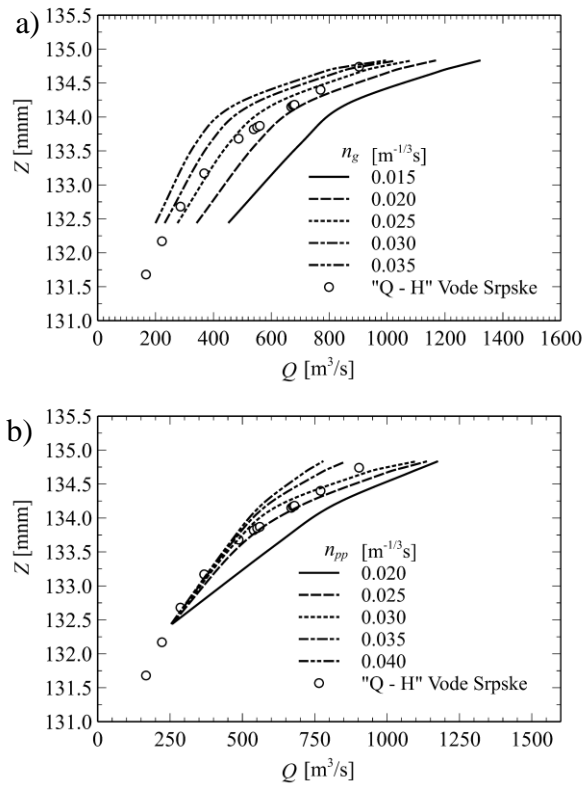 a)
135.5
135.0
134.5
134.0
133.5
133.0
132.5
132.0
131.5
131.0
Z [mnm]
n_g [m^-1/3 s]
0.015
0.020
0.025
0.030
0.035
"Q - H" Vode Srpske
0 200 400 600 800 1000 1200 1400 1600
Q [m³/s]
b)
135.5
135.0
134.5
134.0
133.5
133.0
132.5
132.0
131.5
131.0
Z [mnm]
n_pp [m^-1/3 s]
0.020
0.025
0.030
0.035
0.040
"Q - H" Vode Srpske
0 250 500 750 1000 1250 1500
Q [m³/s]